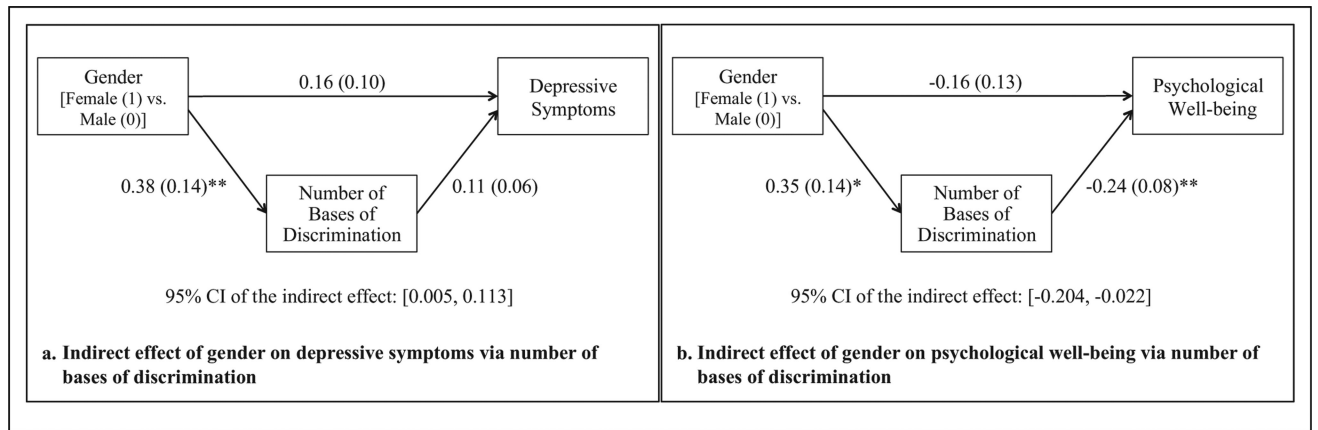 Gender
[Female (1) vs.
Male (0)]
0.16 (0.10)
Depressive
Symptoms
0.38 (0.14)**
Number of
Bases of
Discrimination
0.11 (0.06)
95% CI of the indirect effect: [0.005, 0.113]
a. Indirect effect of gender on depressive symptoms via number of
bases of discrimination
Gender
[Female (1) vs.
Male (0)]
-0.16 (0.13)
Psychological
Well-being
0.35 (0.14)*
Number of
Bases of
Discrimination
-0.24 (0.08)**
95% CI of the indirect effect: [-0.204, -0.022]
b. Indirect effect of gender on psychological well-being via number of
bases of discrimination